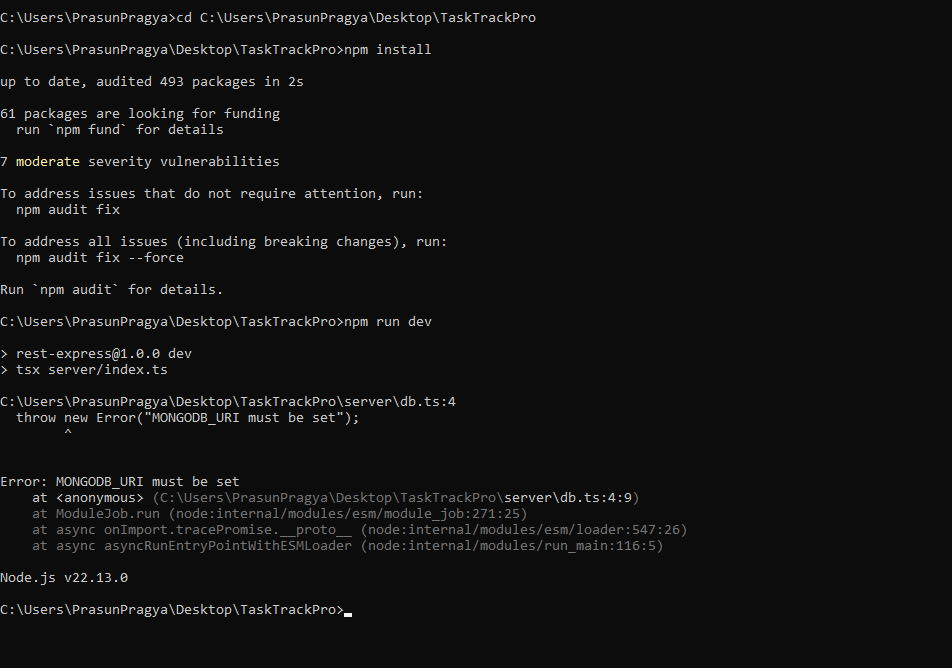 C:\Users\PrasunPragya>cd C:\Users\PrasunPragya\Desktop\TaskTrackPro
C:\Users\PrasunPragya\Desktop\TaskTrackPro>npm install
up to date, audited 493 packages in 2s
61 packages are looking for funding
  run `npm fund` for details
7 moderate severity vulnerabilities
To address issues that do not require attention, run:
  npm audit fix
To address all issues (including breaking changes), run:
  npm audit fix --force
Run `npm audit` for details.
C:\Users\PrasunPragya\Desktop\TaskTrackPro>npm run dev
> rest-express@1.0.0 dev
> tsx server/index.ts
C:\Users\PrasunPragya\Desktop\TaskTrackPro\server\db.ts:4
  throw new Error("MONGODB_URI must be set");
        ^
Error: MONGODB_URI must be set
    at <anonymous> (C:\Users\PrasunPragya\Desktop\TaskTrackPro\server\db.ts:4:9)
    at ModuleJob.run (node:internal/modules/esm/module_job:271:25)
    at async onImport.tracePromise.__proto__ (node:internal/modules/esm/loader:547:26)
    at async asyncRunEntryPointWithESMLoader (node:internal/modules/run_main:116:5)
Node.js v22.13.0
C:\Users\PrasunPragya\Desktop\TaskTrackPro>